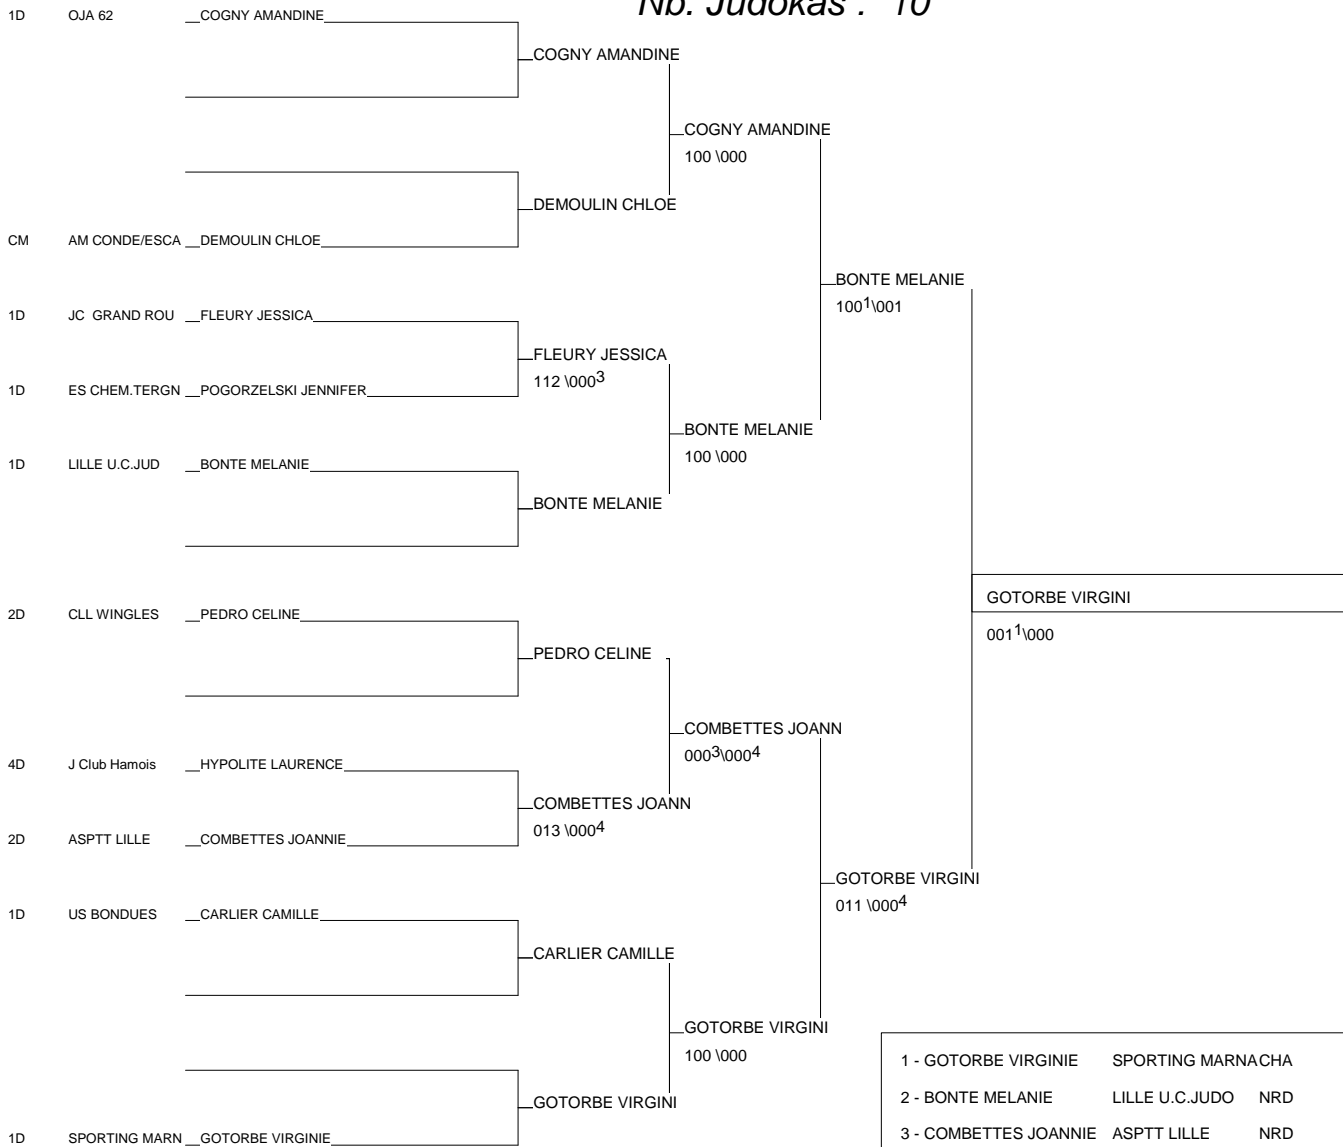 Nb. Judokas : 10
1D OJA 62 COGNY AMANDINE
COGNY AMANDINE
COGNY AMANDINE
100 \000
DEMOULIN CHLOE
CM AM CONDE/ESCA DEMOULIN CHLOE
BONTE MELANIE
100¹\001
1D JC GRAND ROU FLEURY JESSICA
FLEURY JESSICA
112 \000³
1D ES CHEM.TERGN POGORZELSKI JENNIFER
BONTE MELANIE
100 \000
1D LILLE U.C.JUD BONTE MELANIE
BONTE MELANIE
GOTORBE VIRGINI
001¹\000
2D CLL WINGLES PEDRO CELINE
PEDRO CELINE
COMBETTES JOANN
000³\000⁴
4D J Club Hamois HYPOLITE LAURENCE
COMBETTES JOANN
013 \000⁴
2D ASPTT LILLE COMBETTES JOANNIE
GOTORBE VIRGINI
011 \000⁴
1D US BONDUES CARLIER CAMILLE
CARLIER CAMILLE
GOTORBE VIRGINI
100 \000
GOTORBE VIRGINI
1D SPORTING MARN GOTORBE VIRGINIE
1 - GOTORBE VIRGINIE SPORTING MARNACHA
2 - BONTE MELANIE LILLE U.C.JUDO NRD
3 - COMBETTES JOANNIE ASPTT LILLE NRD